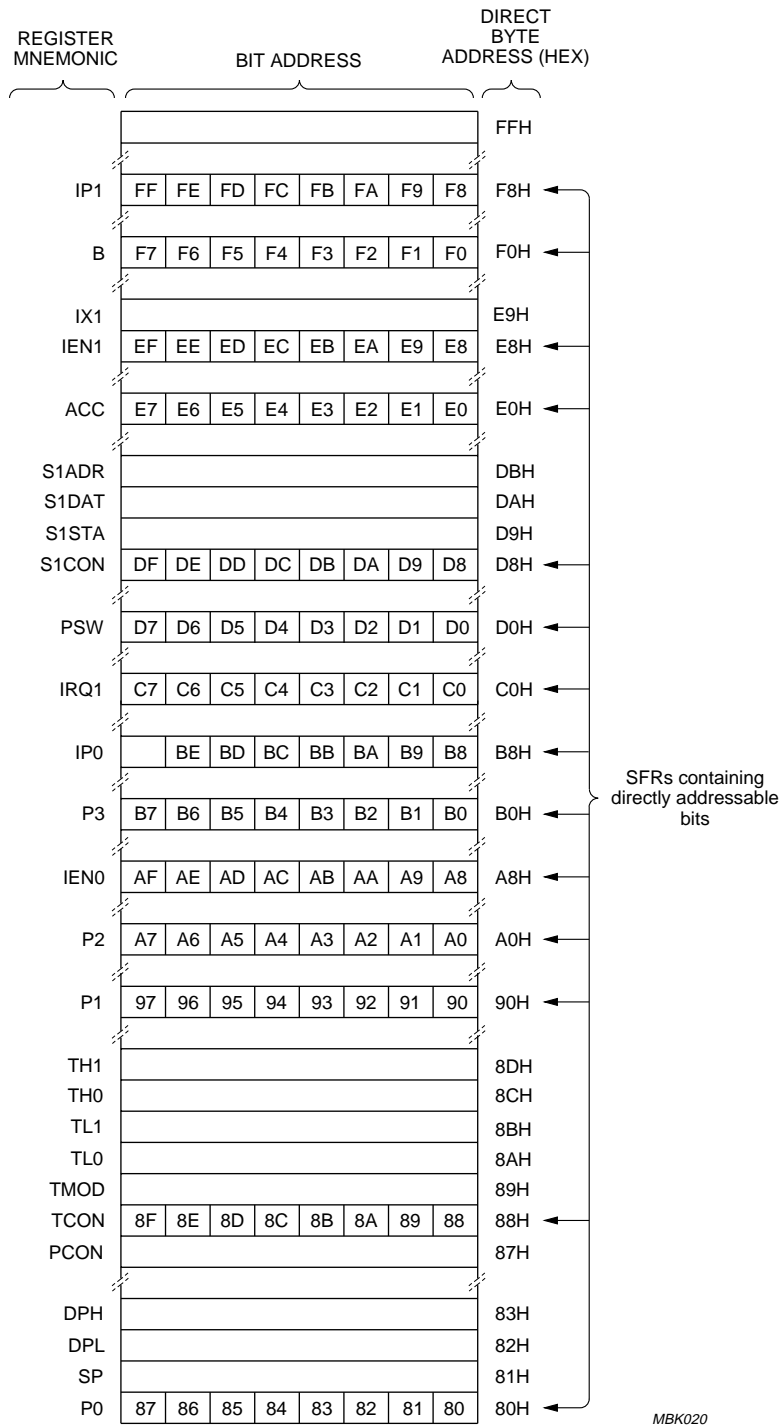 REGISTER
MNEMONIC
BIT ADDRESS
DIRECT
BYTE
ADDRESS (HEX)
FFH
IP1 FF FE FD FC FB FA F9 F8 F8H
B F7 F6 F5 F4 F3 F2 F1 F0 F0H
IX1 E9H
IEN1 EF EE ED EC EB EA E9 E8 E8H
ACC E7 E6 E5 E4 E3 E2 E1 E0 E0H
S1ADR DBH
S1DAT DAH
S1STA D9H
S1CON DF DE DD DC DB DA D9 D8 D8H
PSW D7 D6 D5 D4 D3 D2 D1 D0 D0H
IRQ1 C7 C6 C5 C4 C3 C2 C1 C0 C0H
IP0 BE BD BC BB BA B9 B8 B8H
SFRs containing
directly addressable
bits
P3 B7 B6 B5 B4 B3 B2 B1 B0 B0H
IEN0 AF AE AD AC AB AA A9 A8 A8H
P2 A7 A6 A5 A4 A3 A2 A1 A0 A0H
P1 97 96 95 94 93 92 91 90 90H
TH1 8DH
TH0 8CH
TL1 8BH
TL0 8AH
TMOD 89H
TCON 8F 8E 8D 8C 8B 8A 89 88 88H
PCON 87H
DPH 83H
DPL 82H
SP 81H
P0 87 86 85 84 83 82 81 80 80H
MBK020